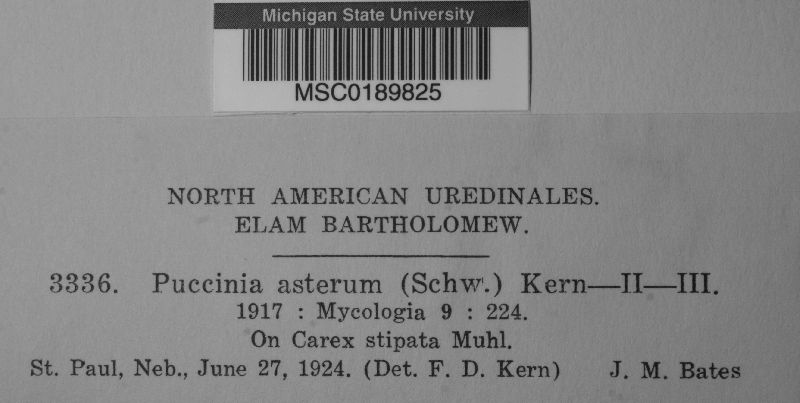 Michigan State University
MSC0189825
NORTH AMERICAN UREDINALES.
ELAM BARTHOLOMEW.
3336. Puccinia asterum (Schw.) Kern—II—III.
1917 : Mycologia 9 : 224.
On Carex stipata Muhl.
St. Paul, Neb., June 27, 1924. (Det. F. D. Kern) J. M. Bates